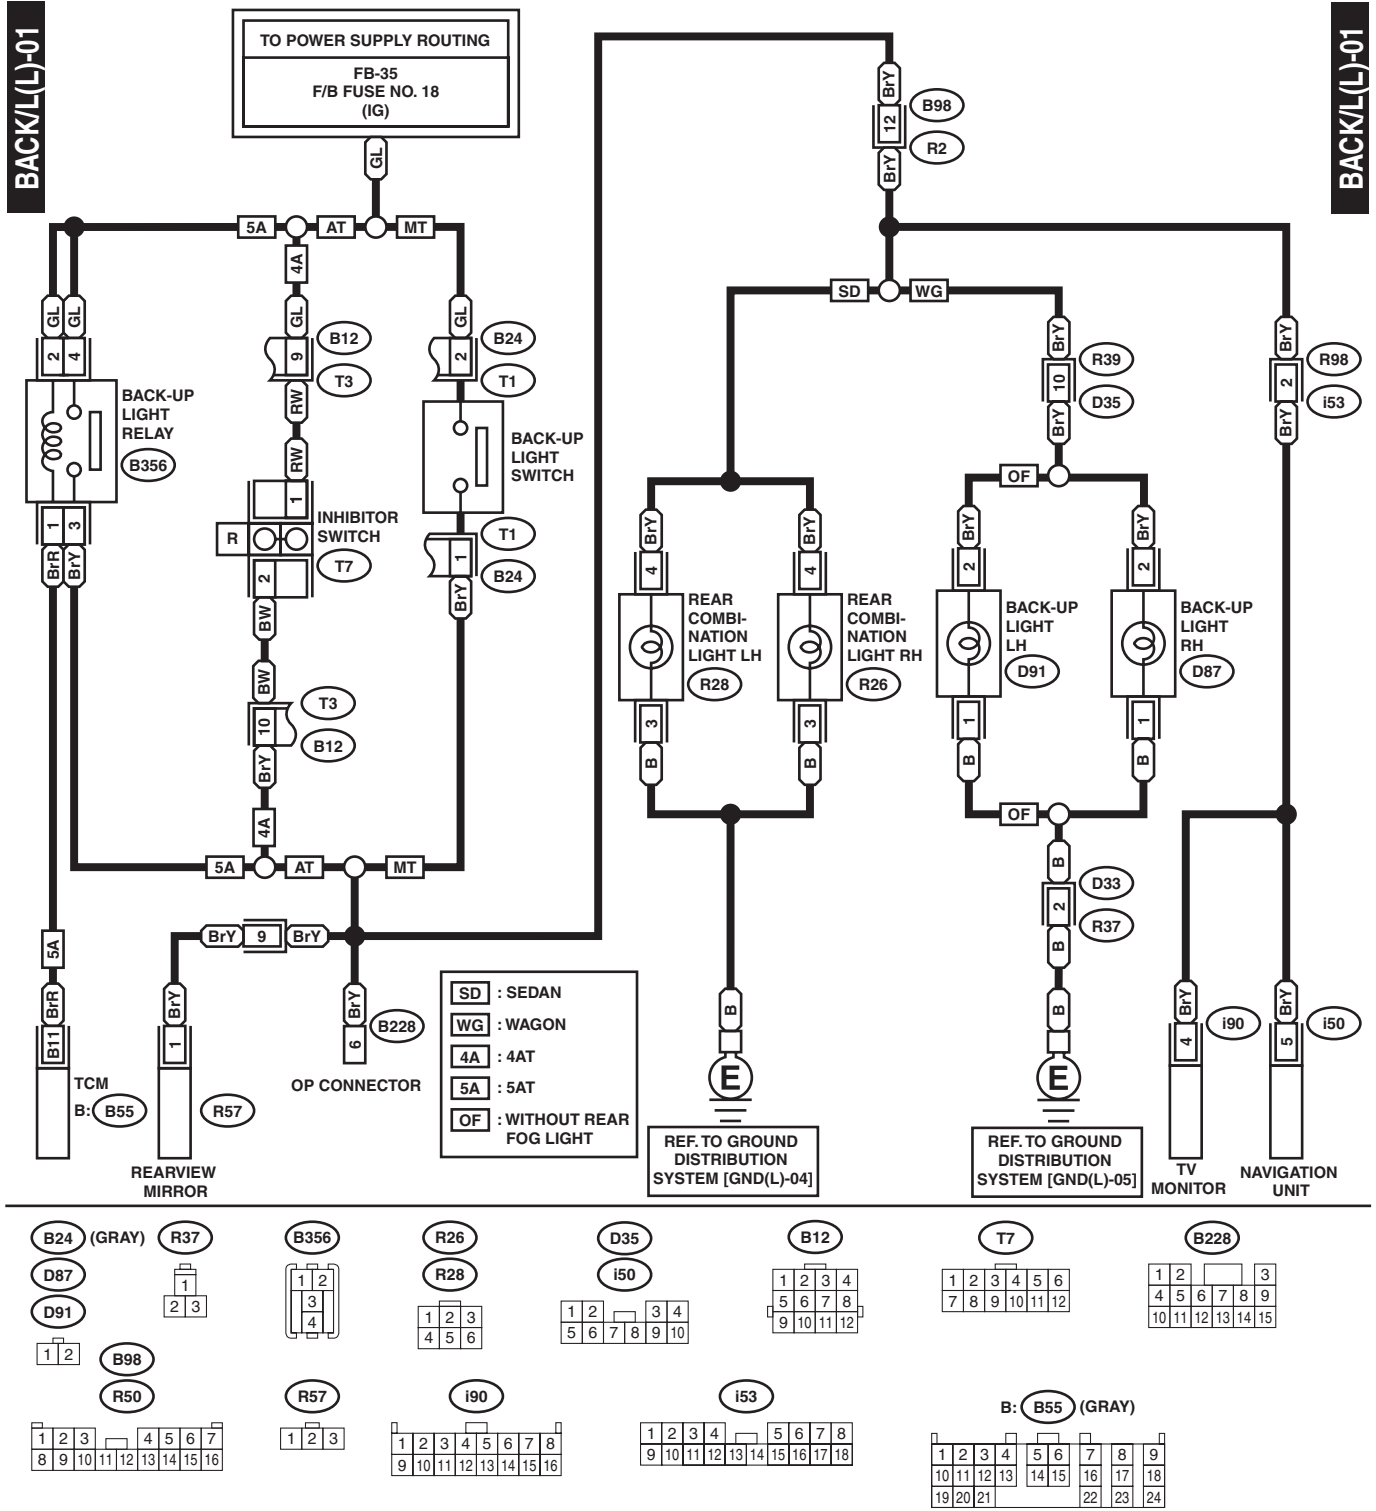 BACK/L(L)-01
BACK/L(L)-01
TO POWER SUPPLY ROUTING
FB-35
F/B FUSE NO. 18
(IG)
GL
BrY
12
B98
R2
BrY
5A
AT
MT
4A
SD
WG
GL
GL
GL
GL
BrY
BrY
2
4
9
B12
T3
2
B24
T1
10
R39
D35
2
R98
i53
BrY
BrY
BACK-UP
LIGHT
RELAY
B356
RW
RW
BACK-UP
LIGHT
SWITCH
OF
1
3
1
INHIBITOR
SWITCH
R
T7
2
T1
1
B24
BrY
BrY
BrY
BrY
4
4
2
2
BrR
BrY
BrY
BW
BW
REAR
COMBI-
NATION
LIGHT LH
R28
REAR
COMBI-
NATION
LIGHT RH
R26
BACK-UP
LIGHT
LH
D91
BACK-UP
LIGHT
RH
D87
T3
10
B12
BrY
3
3
1
1
B
B
B
B
4A
OF
5A
AT
MT
B
D33
2
R37
B
BrY
9
BrY
5A
BrR
BrY
BrY
B11
1
6
B228
OP CONNECTOR
TCM
B: B55
R57
REARVIEW
MIRROR
SD : SEDAN
WG : WAGON
4A : 4AT
5A : 5AT
OF : WITHOUT REAR
FOG LIGHT
B
E
REF. TO GROUND
DISTRIBUTION
SYSTEM [GND(L)-04]
B
E
REF. TO GROUND
DISTRIBUTION
SYSTEM [GND(L)-05]
BrY
4
i90
TV
MONITOR
BrY
5
i50
NAVIGATION
UNIT
B24 (GRAY)
D87
D91
1 2
R37
1
2 3
B356
1 2
3
4
R26
R28
1 2 3
4 5 6
D35
i50
1 2 3 4
5 6 7 8 9 10
B12
1 2 3 4
5 6 7 8
9 10 11 12
T7
1 2 3 4 5 6
7 8 9 10 11 12
B228
1 2 3
4 5 6 7 8 9
10 11 12 13 14 15
B98
R50
1 2 3 4 5 6 7
8 9 10 11 12 13 14 15 16
R57
1 2 3
i90
1 2 3 4 5 6 7 8
9 10 11 12 13 14 15 16
i53
1 2 3 4 5 6 7 8
9 10 11 12 13 14 15 16 17 18
B: B55 (GRAY)
1 2 3 4 5 6 7 8 9
10 11 12 13 14 15 16 17 18
19 20 21 22 23 24